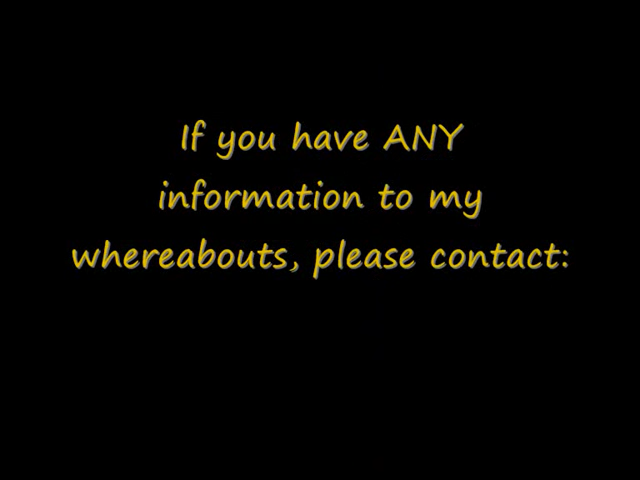 If you have ANY
information to my
whereabouts, please contact: